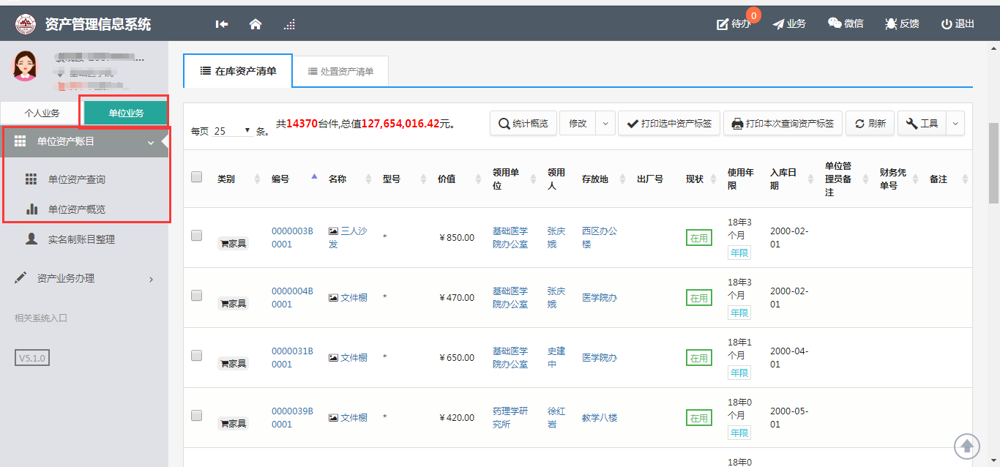 资产管理信息系统
待办 0
业务
微信
反馈
退出
个人业务
单位业务
单位资产账目
单位资产查询
单位资产概览
实名制账目整理
资产业务办理
相关系统入口
V5.1.0
在库资产清单
处置资产清单
每页 25 条。
共14370台件,总值127,654,016.42元。
统计概览
修改
打印选中资产标签
打印本次查询资产标签
刷新
工具
类别 编号 名称 型号 价值 领用单位 领用人 存放地 出厂号 现状 使用年限 入库日期 单位管理员备注 财务凭单号 备注
家具 0000003B0001 三人沙发 * ￥850.00 基础医学院办公室 张庆娥 西区办公楼 在用 18年3个月 年限 2000-02-01
家具 0000004B0001 文件橱 * ￥470.00 基础医学院办公室 张庆娥 医学院办 在用 18年3个月 年限 2000-02-01
家具 0000031B0001 文件橱 * ￥650.00 基础医学院办公室 史建中 医学院办 在用 18年1个月 年限 2000-04-01
家具 0000039B0001 文件橱 * ￥420.00 药理学研究所 徐红岩 教学八楼 在用 18年0个月 年限 2000-05-01
18年0